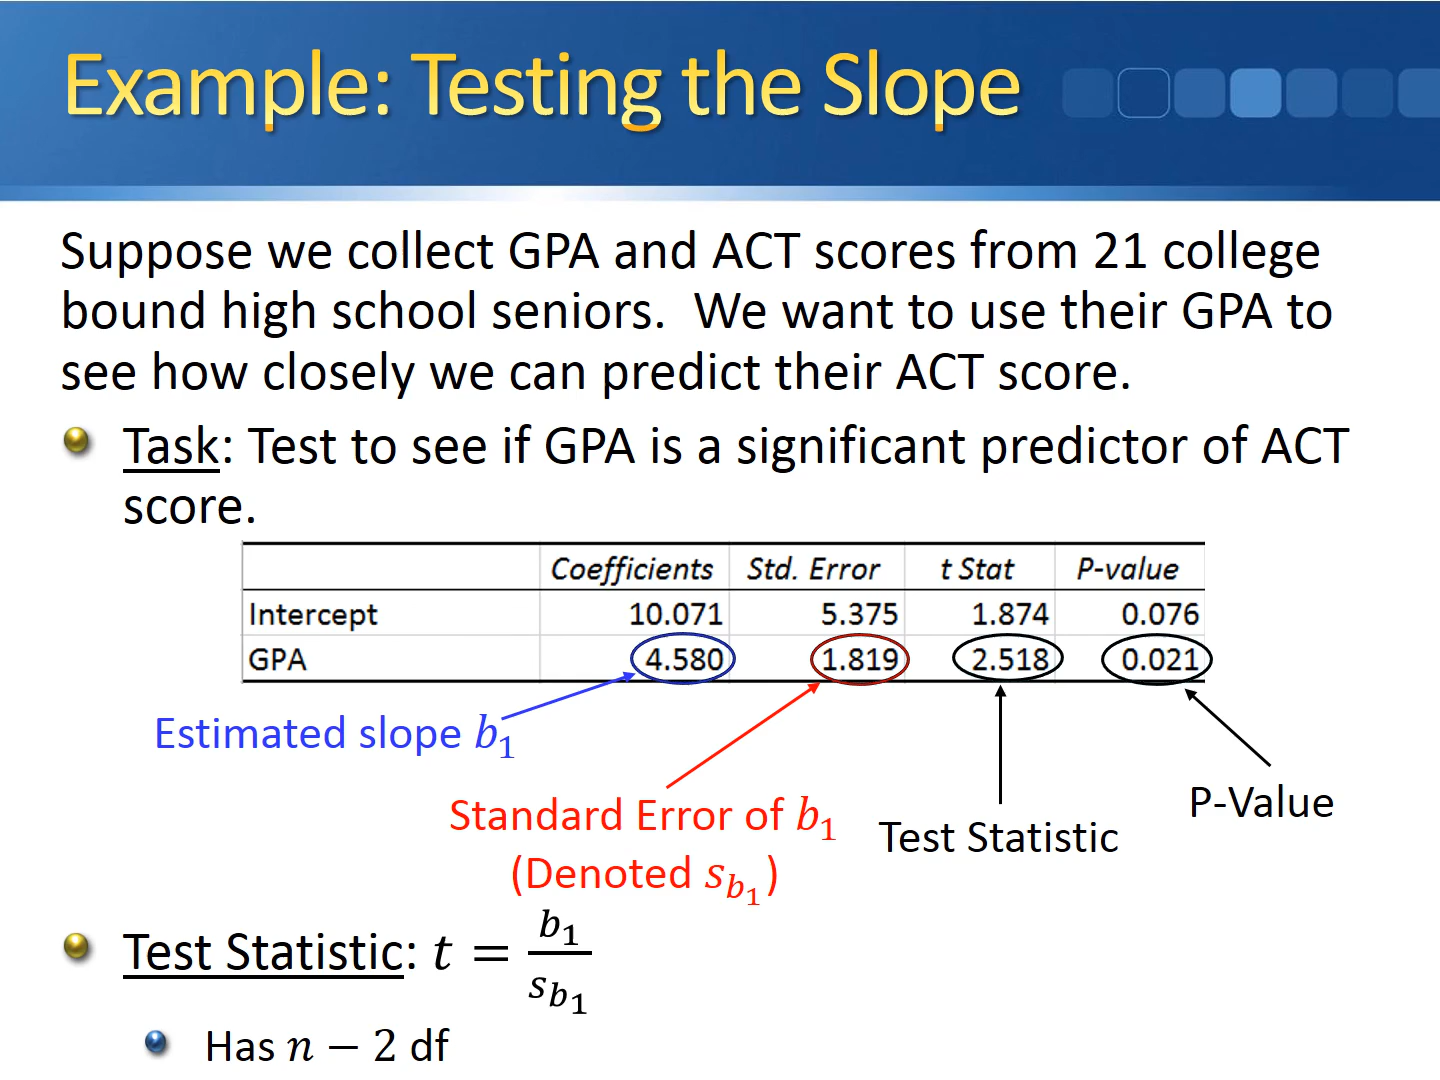 Example: Testing the Slope
Suppose we collect GPA and ACT scores from 21 college
bound high school seniors. We want to use their GPA to
see how closely we can predict their ACT score.
Task: Test to see if GPA is a significant predictor of ACT
score.
Coefficients Std. Error t Stat P-value
Intercept 10.071 5.375 1.874 0.076
GPA 4.580 1.819 2.518 0.021
Estimated slope b₁
Standard Error of b₁
(Denoted s_{b₁})
Test Statistic
P-Value
Test Statistic: t = b₁ / s_{b₁}
Has n − 2 df